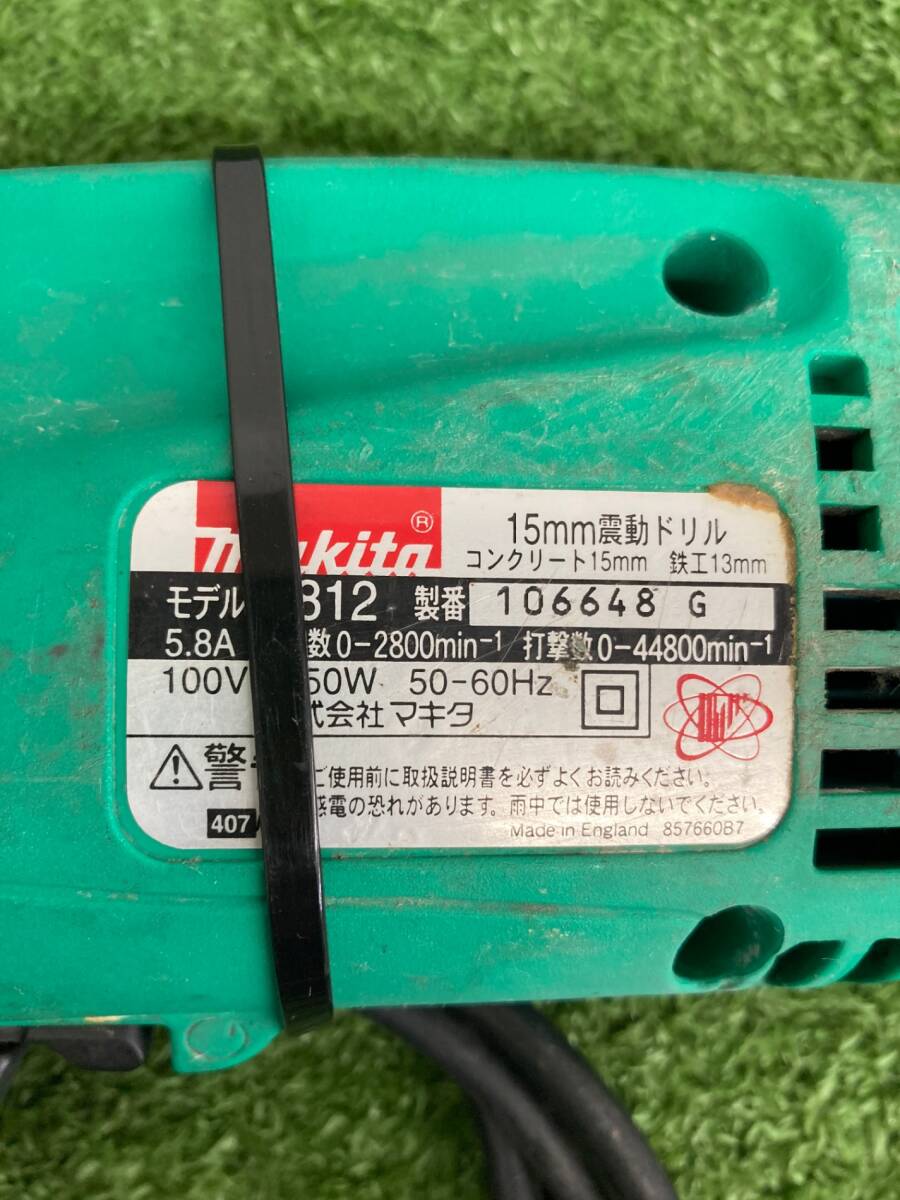 Makita ®
15mm震動ドリル
コンクリート15mm 鉄工13mm
モデル 812 製番 106648 G
5.8A 数0-2800min-1 打撃数0-44800min-1
100V 50W 50-60Hz
式会社マキタ
警 ご使用前に取扱説明書を必ずよくお読みください。
感電の恐れがあります。雨中では使用しないでください。
407 Made in England 857660B7